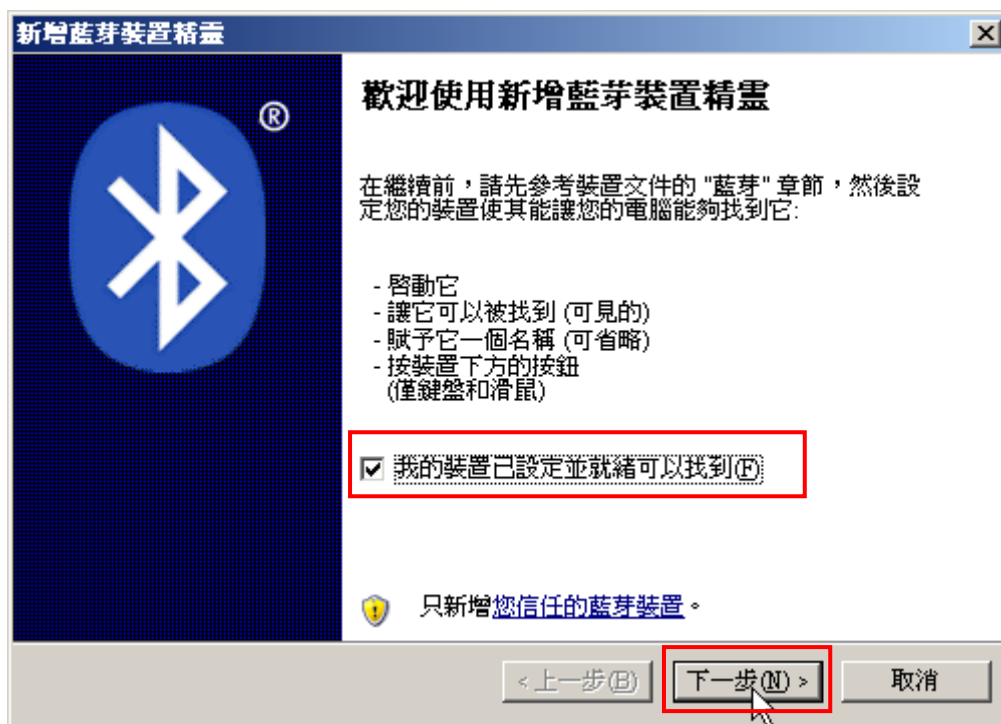 新增藍芽裝置精靈
®
歡迎使用新增藍芽裝置精靈
在繼續前，請先參考裝置文件的 "藍芽" 章節，然後設
定您的裝置使其能讓您的電腦能夠找到它:
- 啓動它
- 讓它可以被找到 (可見的)
- 賦予它一個名稱 (可省略)
- 按裝置下方的按鈕
(僅鍵盤和滑鼠)
我的裝置已設定並就緒可以找到(F)
只新增您信任的藍芽裝置。
< 上一步(B)
下一步(N) >
取消